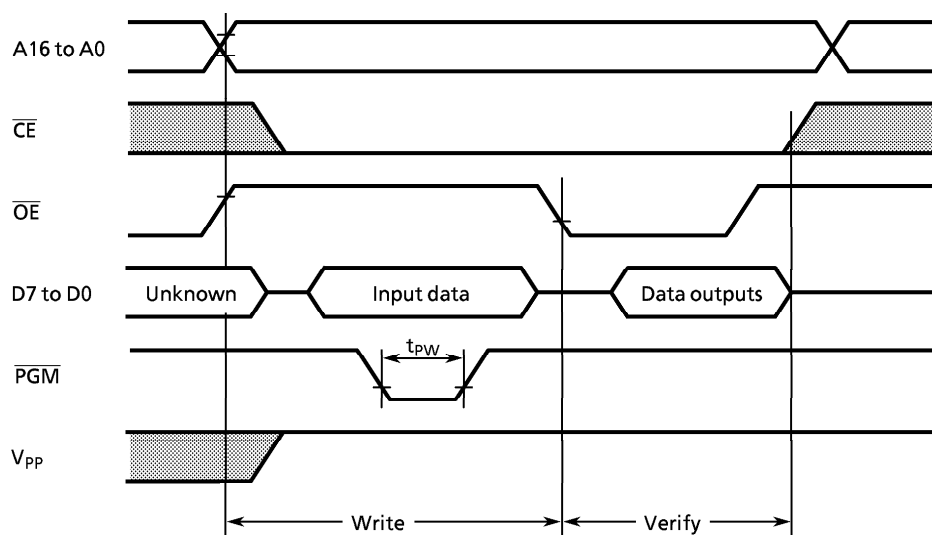 A16 to A0
CE
OE
D7 to D0
Unknown
Input data
Data outputs
PGM
tPW
VPP
Write
Verify